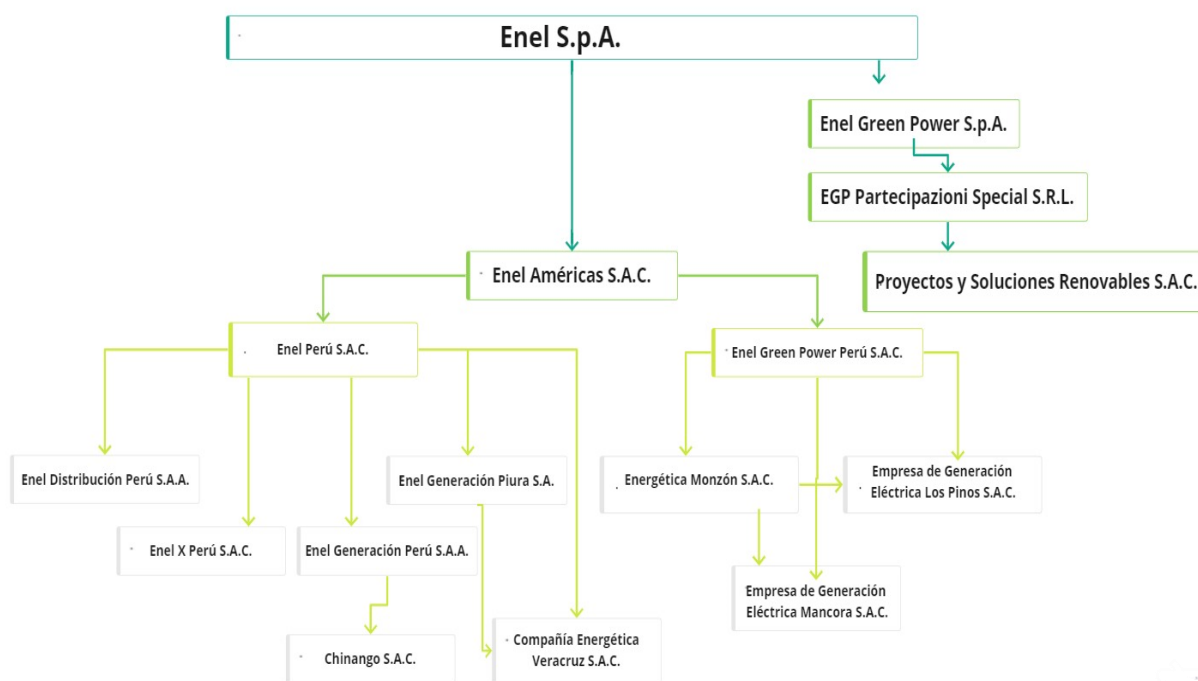 Enel S.p.A.
Enel Green Power S.p.A.
EGP Partecipazioni Special S.R.L.
Enel Américas S.A.C.
Proyectos y Soluciones Renovables S.A.C.
Enel Perú S.A.C.
Enel Green Power Perú S.A.C.
Enel Distribución Perú S.A.A.
Enel Generación Piura S.A.
Energética Monzón S.A.C.
Empresa de Generación
Eléctrica Los Pinos S.A.C.
Enel X Perú S.A.C.
Enel Generación Perú S.A.A.
Empresa de Generación
Eléctrica Mancora S.A.C.
Chinango S.A.C.
Compañía Energética
Veracruz S.A.C.